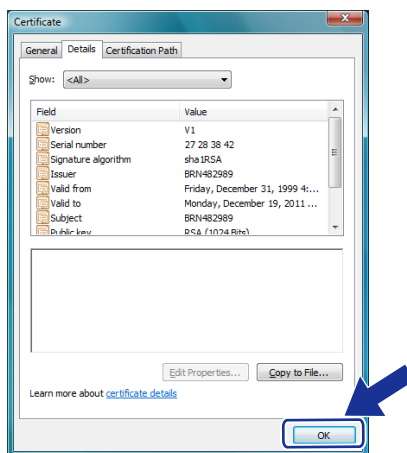 Certificate
General Details Certification Path
Show: <All>
Field Value
Version V1
Serial number 27 28 38 42
Signature algorithm sha1RSA
Issuer BRN482989
Valid from Friday, December 31, 1999 4:...
Valid to Monday, December 19, 2011 ...
Subject BRN482989
Public key RSA (1024 Bits)
Edit Properties... Copy to File...
Learn more about certificate details
OK